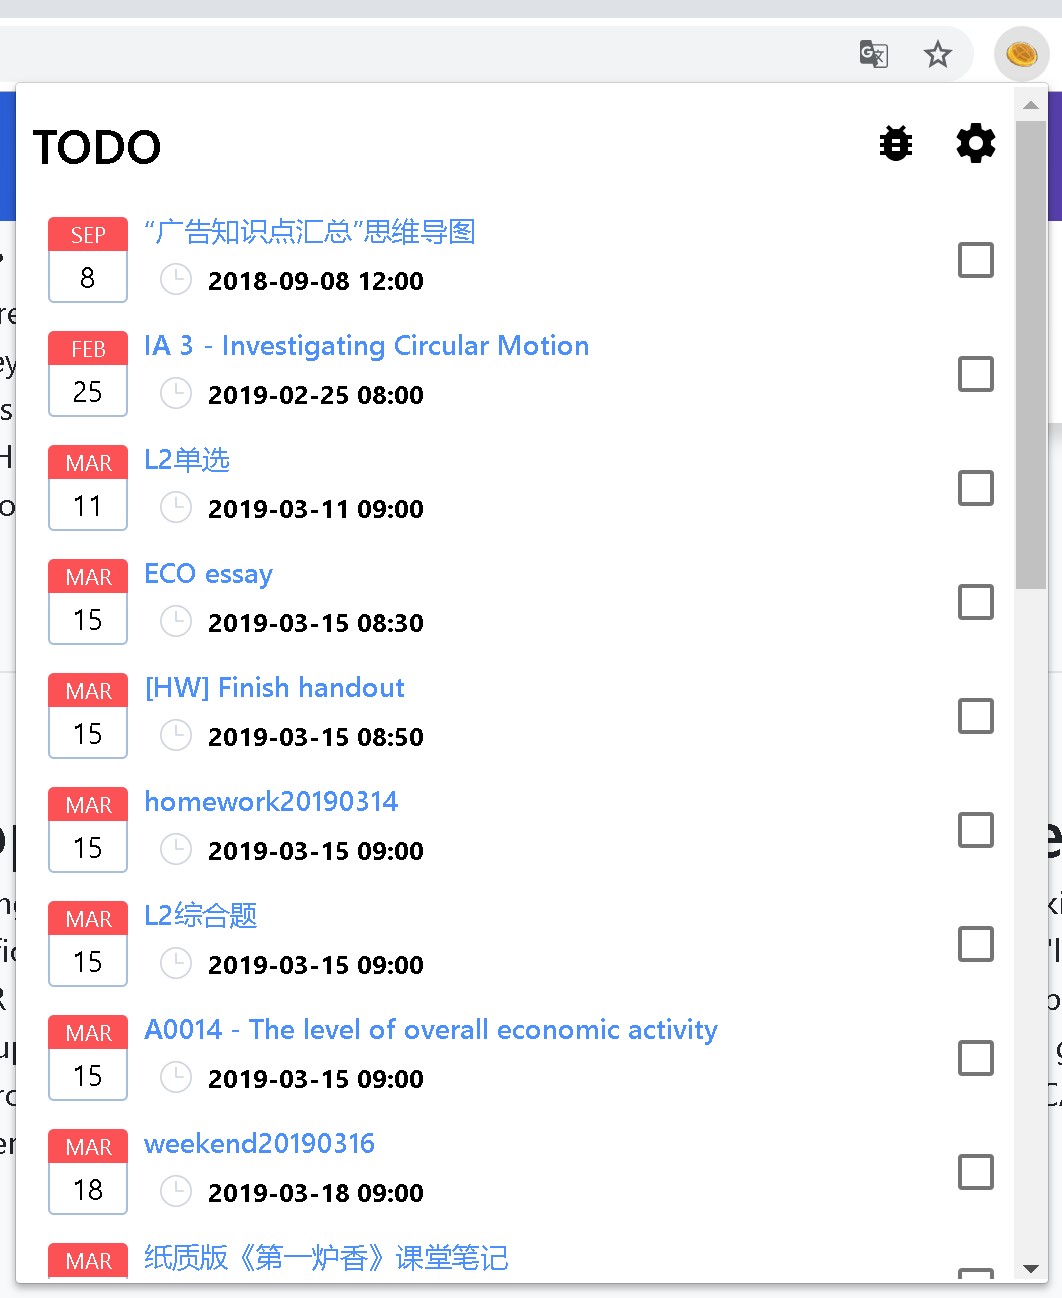 TODO
SEP
8
“广告知识点汇总”思维导图
2018-09-08 12:00
FEB
25
IA 3 - Investigating Circular Motion
2019-02-25 08:00
MAR
11
L2单选
2019-03-11 09:00
MAR
15
ECO essay
2019-03-15 08:30
MAR
15
[HW] Finish handout
2019-03-15 08:50
MAR
15
homework20190314
2019-03-15 09:00
MAR
15
L2综合题
2019-03-15 09:00
MAR
15
A0014 - The level of overall economic activity
2019-03-15 09:00
MAR
18
weekend20190316
2019-03-18 09:00
MAR
纸质版《第一炉香》课堂笔记